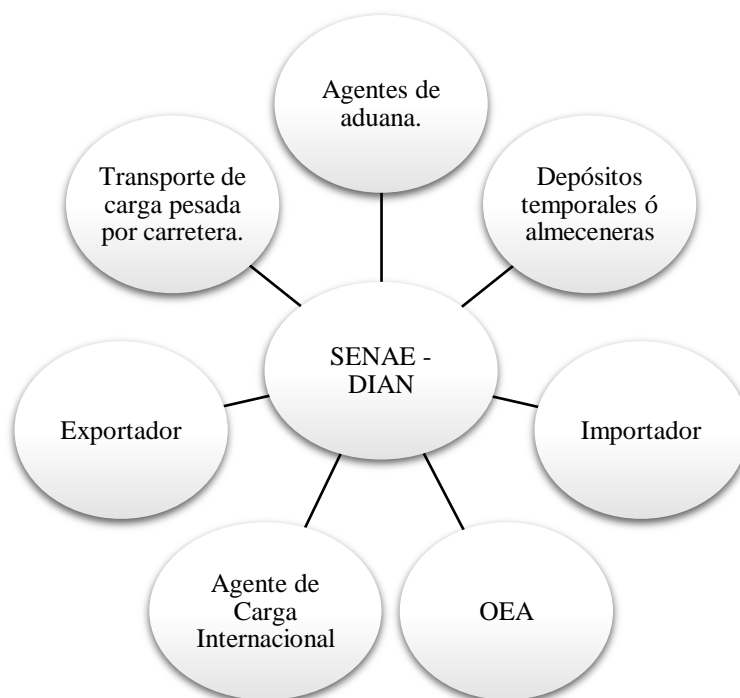 Agentes de
aduana.
Transporte de
carga pesada
por carretera.
Depósitos
temporales ó
almeceneras
SENAE -
DIAN
Exportador
Importador
Agente de
Carga
Internacional
OEA